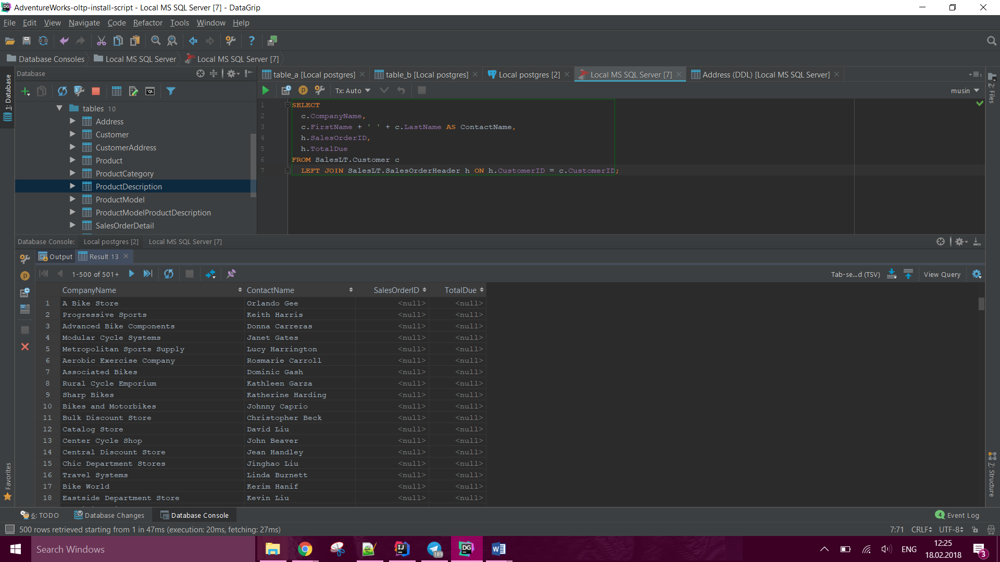 AdventureWorks-oltp-install-script - Local MS SQL Server [7] - DataGrip
File Edit View Navigate Code Refactor Tools Window Help
Database Consoles Local MS SQL Server Local MS SQL Server [7]
Database
table_a [Local postgres] table_b [Local postgres] Local postgres [2] Local MS SQL Server [7] Address (DDL) [Local MS SQL Server]
1: Database
2: Files
Tx: Auto
musin
tables 10
Address
Customer
CustomerAddress
Product
ProductCategory
ProductDescription
ProductModel
ProductModelProductDescription
SalesOrderDetail
1 SELECT
2 c.CompanyName,
3 c.FirstName + ' ' + c.LastName AS ContactName,
4 h.SalesOrderID,
5 h.TotalDue
6 FROM SalesLT.Customer c
7 LEFT JOIN SalesLT.SalesOrderHeader h ON h.CustomerID = c.CustomerID;
Database Console: Local postgres [2] Local MS SQL Server [7]
Output Result 13
1-500 of 501+
Tab-se...d (TSV) View Query
CompanyName ContactName SalesOrderID TotalDue
1 A Bike Store Orlando Gee <null> <null>
2 Progressive Sports Keith Harris <null> <null>
3 Advanced Bike Components Donna Carreras <null> <null>
4 Modular Cycle Systems Janet Gates <null> <null>
5 Metropolitan Sports Supply Lucy Harrington <null> <null>
6 Aerobic Exercise Company Rosmarie Carroll <null> <null>
7 Associated Bikes Dominic Gash <null> <null>
8 Rural Cycle Emporium Kathleen Garza <null> <null>
9 Sharp Bikes Katherine Harding <null> <null>
10 Bikes and Motorbikes Johnny Caprio <null> <null>
11 Bulk Discount Store Christopher Beck <null> <null>
12 Catalog Store David Liu <null> <null>
13 Center Cycle Shop John Beaver <null> <null>
14 Central Discount Store Jean Handley <null> <null>
15 Chic Department Stores Jinghao Liu <null> <null>
16 Travel Systems Linda Burnett <null> <null>
17 Bike World Kerim Hanif <null> <null>
18 Eastside Department Store Kevin Liu <null> <null>
Favorites
7: Structure
6: TODO Database Changes Database Console
4 Event Log
500 rows retrieved starting from 1 in 47ms (execution: 20ms, fetching: 27ms)
7:71 CRLF UTF-8
Search Windows
189
DG
ENG
12:25
18.02.2018
3